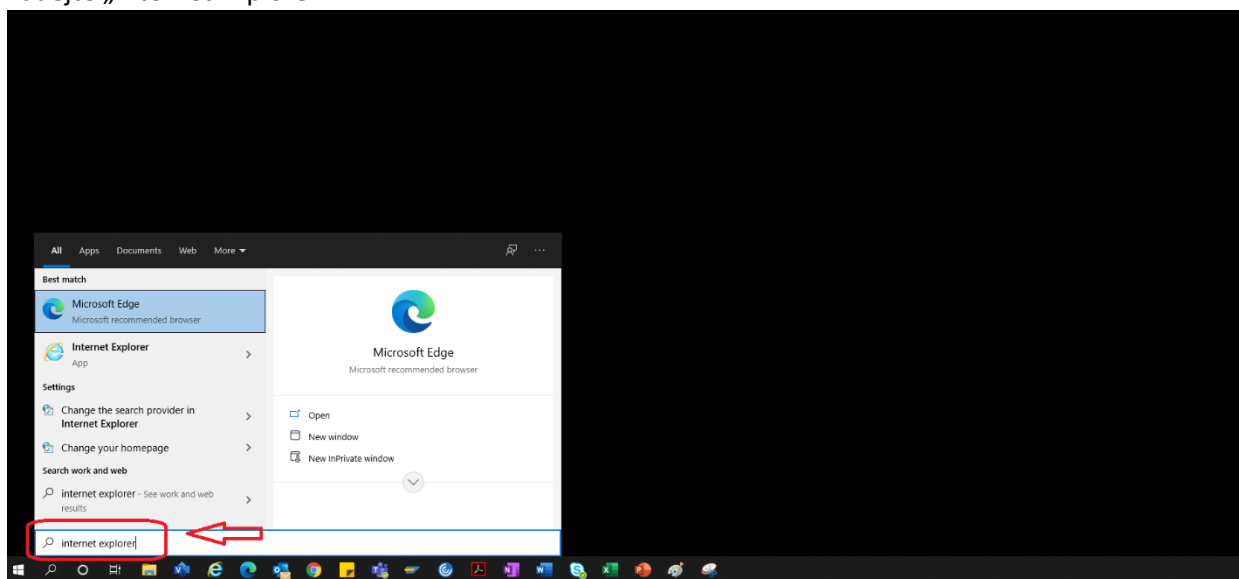 All Apps Documents Web More
Best match
Microsoft Edge
Microsoft recommended browser
Internet Explorer
App
Settings
Change the search provider in
Internet Explorer
Change your homepage
Search work and web
internet explorer - See work and web
results
internet explorer
Microsoft Edge
Microsoft recommended browser
Open
New window
New InPrivate window